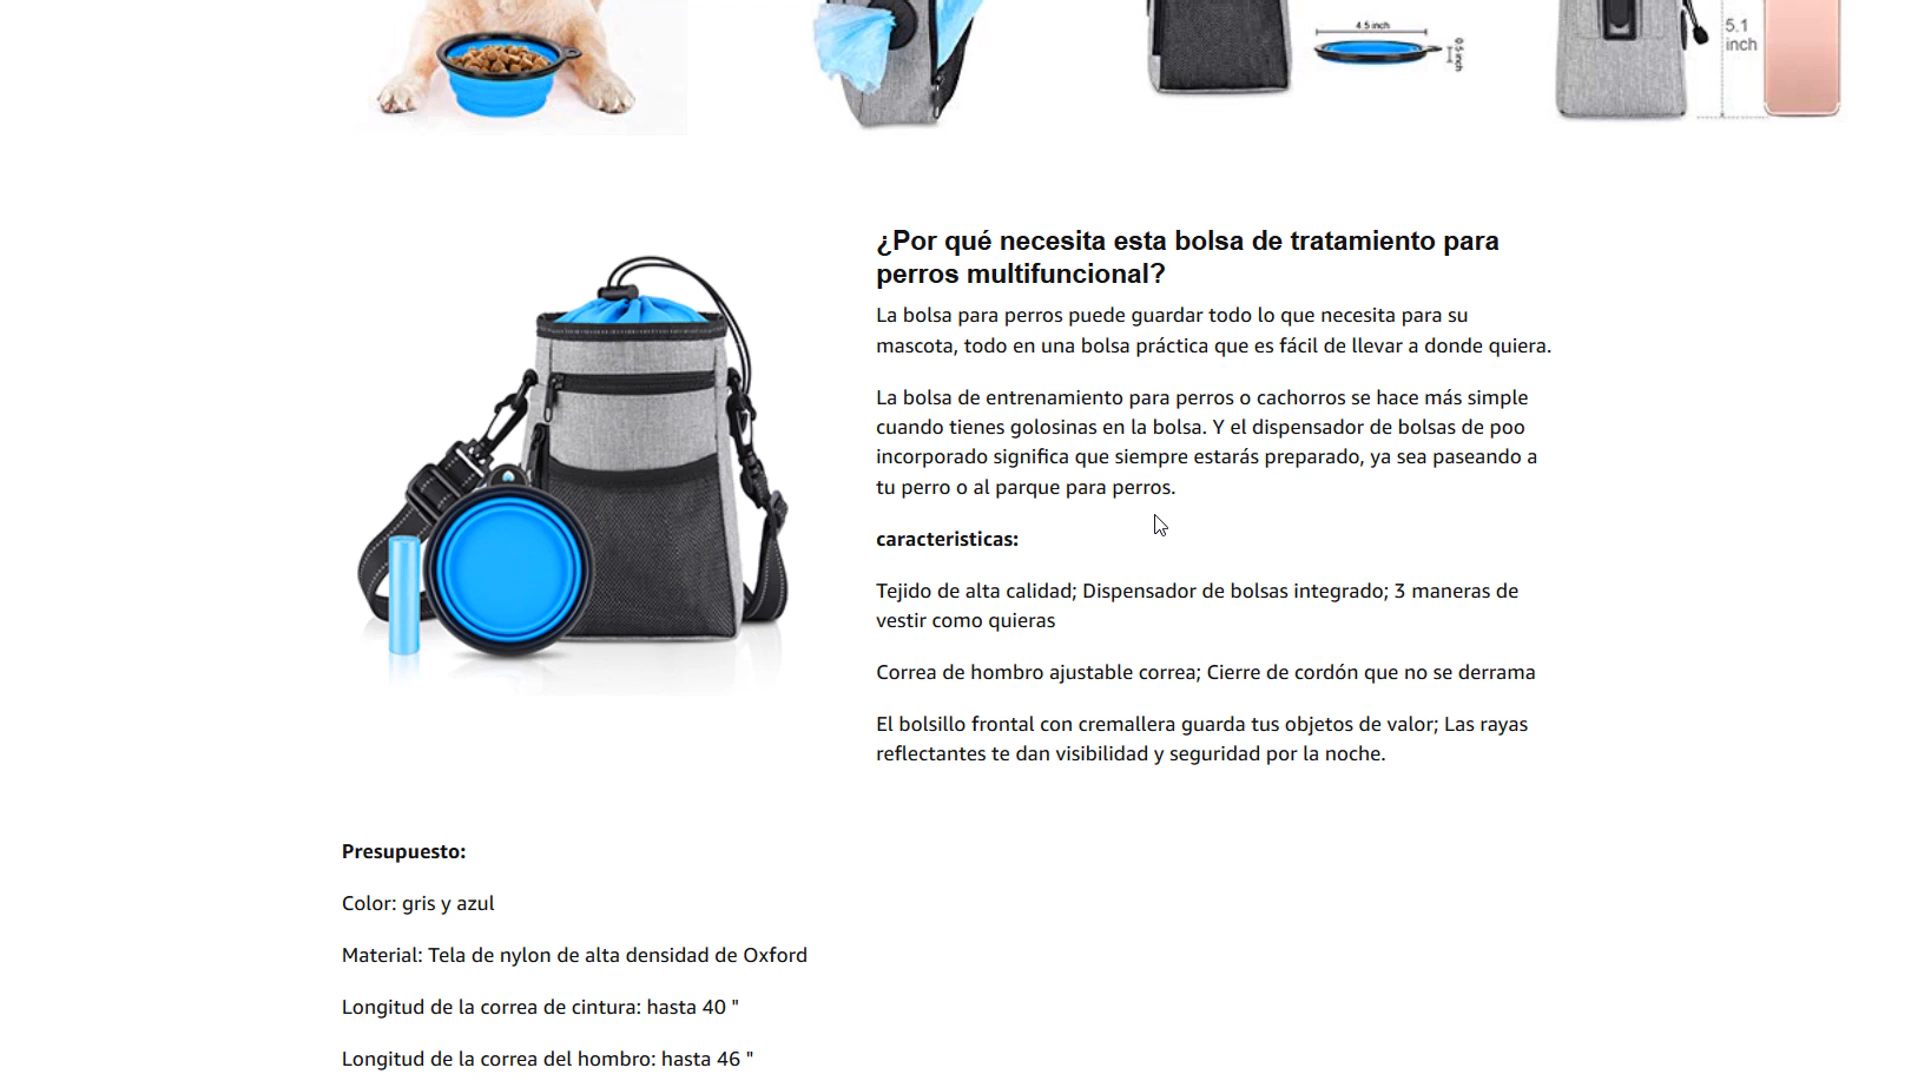 4.5 inch
0.5 inch
5.1
inch
¿Por qué necesita esta bolsa de tratamiento para
perros multifuncional?
La bolsa para perros puede guardar todo lo que necesita para su
mascota, todo en una bolsa práctica que es fácil de llevar a donde quiera.
La bolsa de entrenamiento para perros o cachorros se hace más simple
cuando tienes golosinas en la bolsa. Y el dispensador de bolsas de poo
incorporado significa que siempre estarás preparado, ya sea paseando a
tu perro o al parque para perros.
caracteristicas:
Tejido de alta calidad; Dispensador de bolsas integrado; 3 maneras de
vestir como quieras
Correa de hombro ajustable correa; Cierre de cordón que no se derrama
El bolsillo frontal con cremallera guarda tus objetos de valor; Las rayas
reflectantes te dan visibilidad y seguridad por la noche.
Presupuesto:
Color: gris y azul
Material: Tela de nylon de alta densidad de Oxford
Longitud de la correa de cintura: hasta 40 "
Longitud de la correa del hombro: hasta 46 "